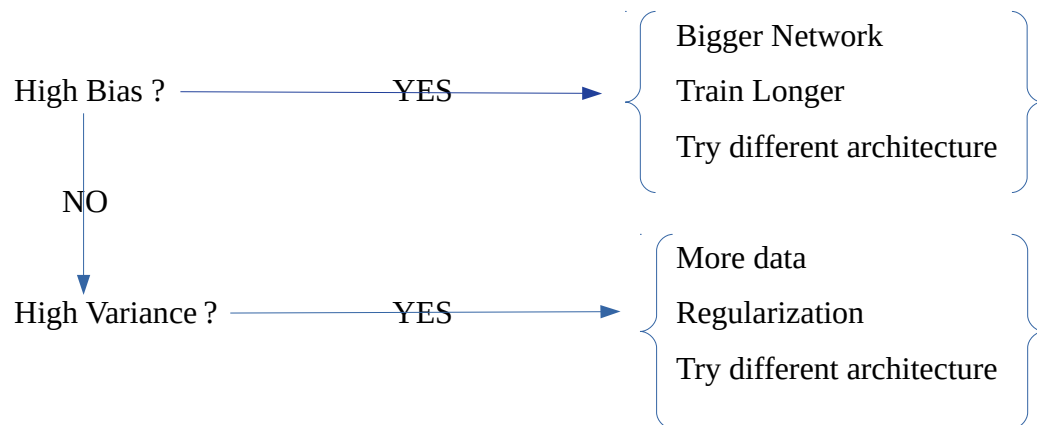 Bigger Network
High Bias ?
YES
Train Longer
Try different architecture
NO
More data
High Variance ?
YES
Regularization
Try different architecture